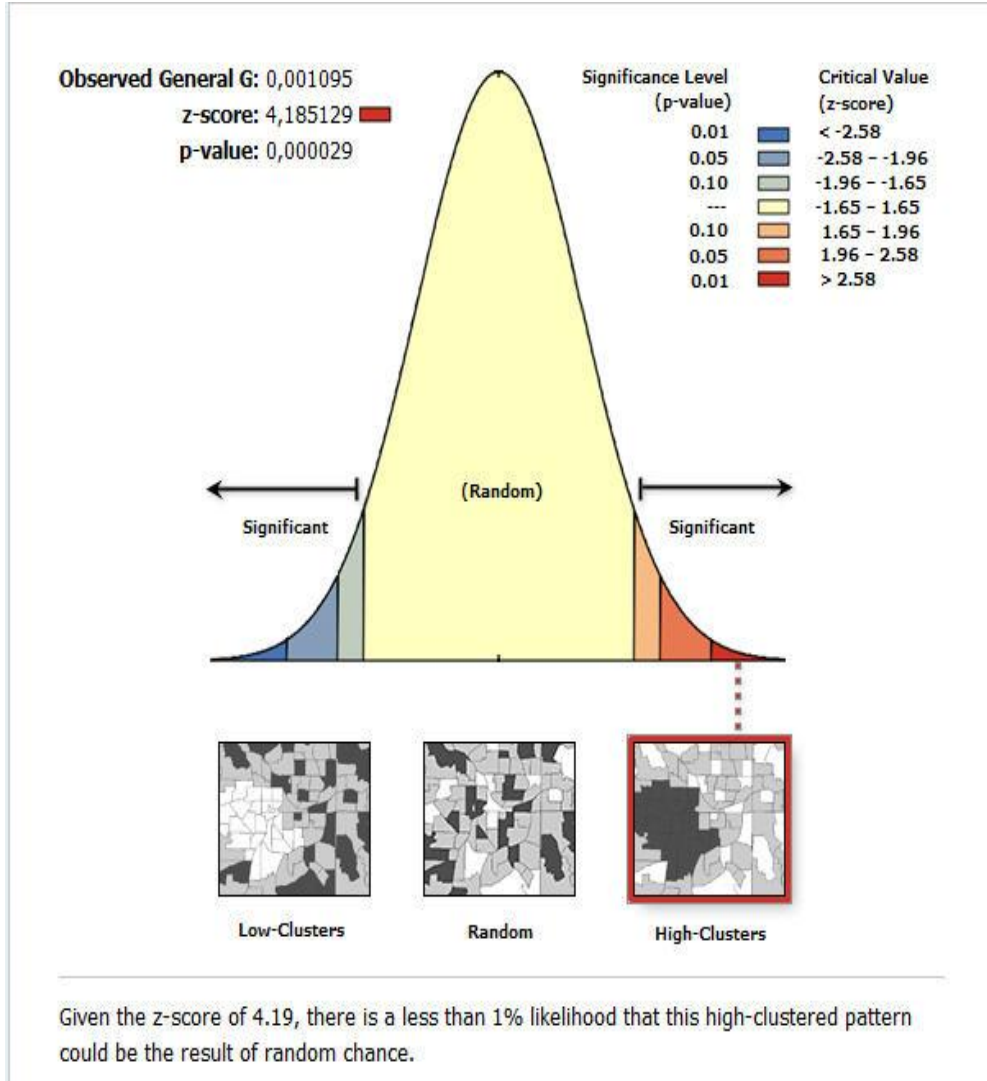 Observed General G: 0,001095
z-score: 4,185129
p-value: 0,000029
Significance Level
(p-value)
Critical Value
(z-score)
0.01 < -2.58
0.05 -2.58 – -1.96
0.10 -1.96 – -1.65
--- -1.65 – 1.65
0.10 1.65 – 1.96
0.05 1.96 – 2.58
0.01 > 2.58
(Random)
Significant Significant
Low-Clusters Random High-Clusters
Given the z-score of 4.19, there is a less than 1% likelihood that this high-clustered pattern
could be the result of random chance.